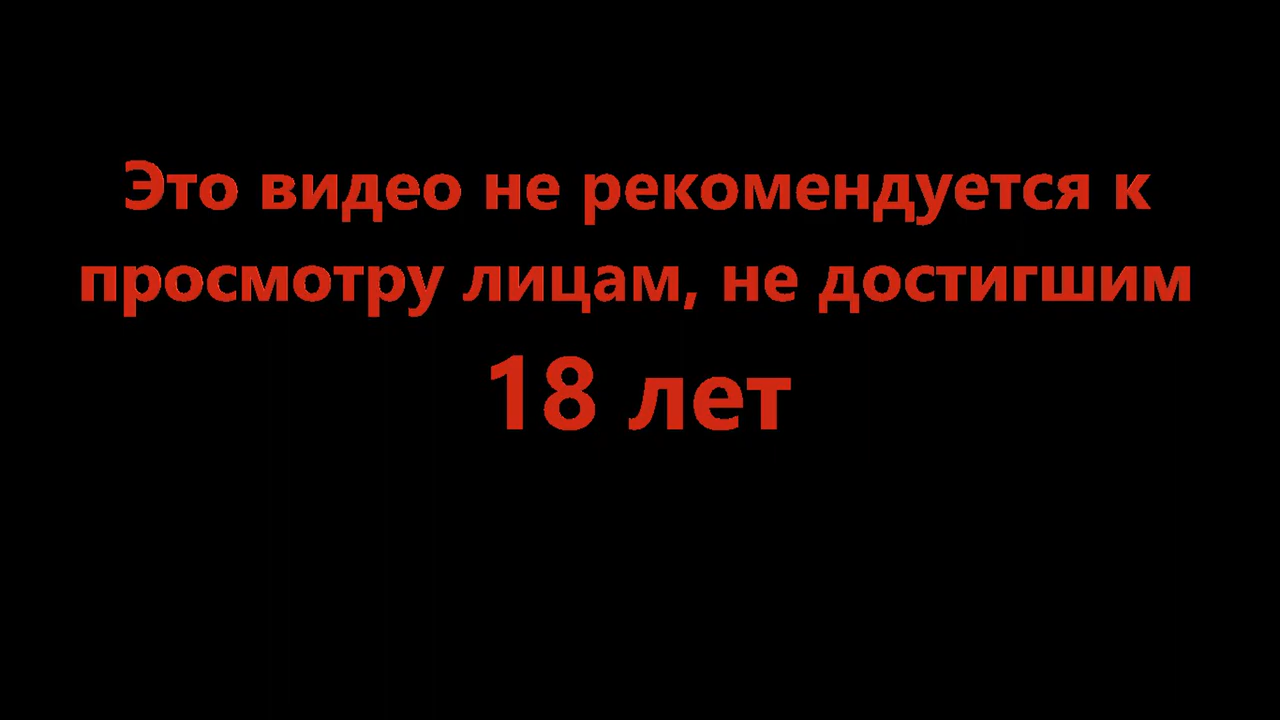 Это видео не рекомендуется к
просмотру лицам, не достигшим
18 лет